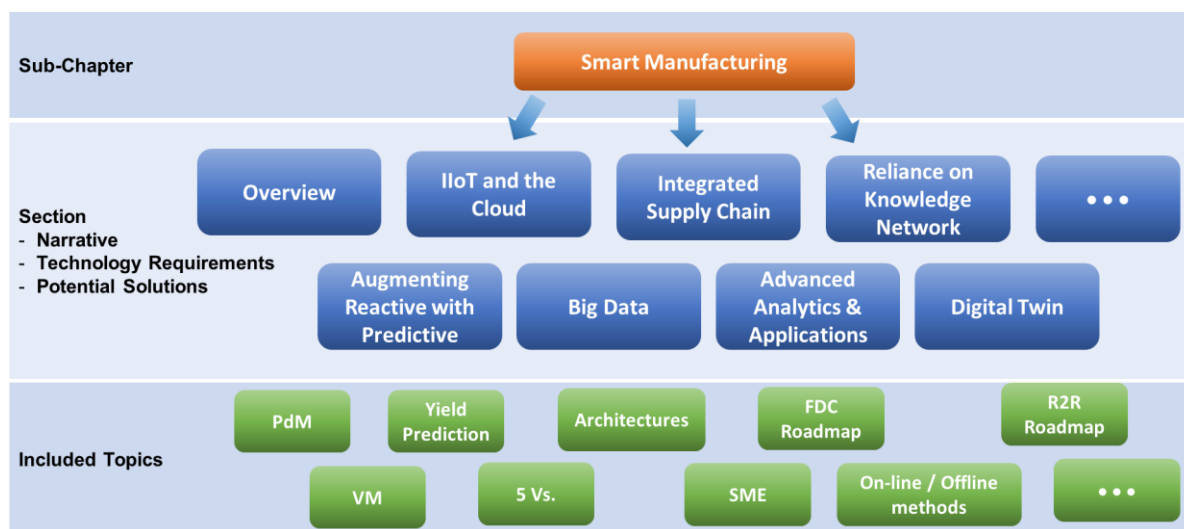 Sub-Chapter
Smart Manufacturing
Section
- Narrative
- Technology Requirements
- Potential Solutions
Overview
IIoT and the
Cloud
Integrated
Supply Chain
Reliance on
Knowledge
Network
•••
Augmenting
Reactive with
Predictive
Big Data
Advanced
Analytics &
Applications
Digital Twin
Included Topics
PdM
Yield
Prediction
Architectures
FDC
Roadmap
R2R
Roadmap
VM
5 Vs.
SME
On-line / Offline
methods
•••